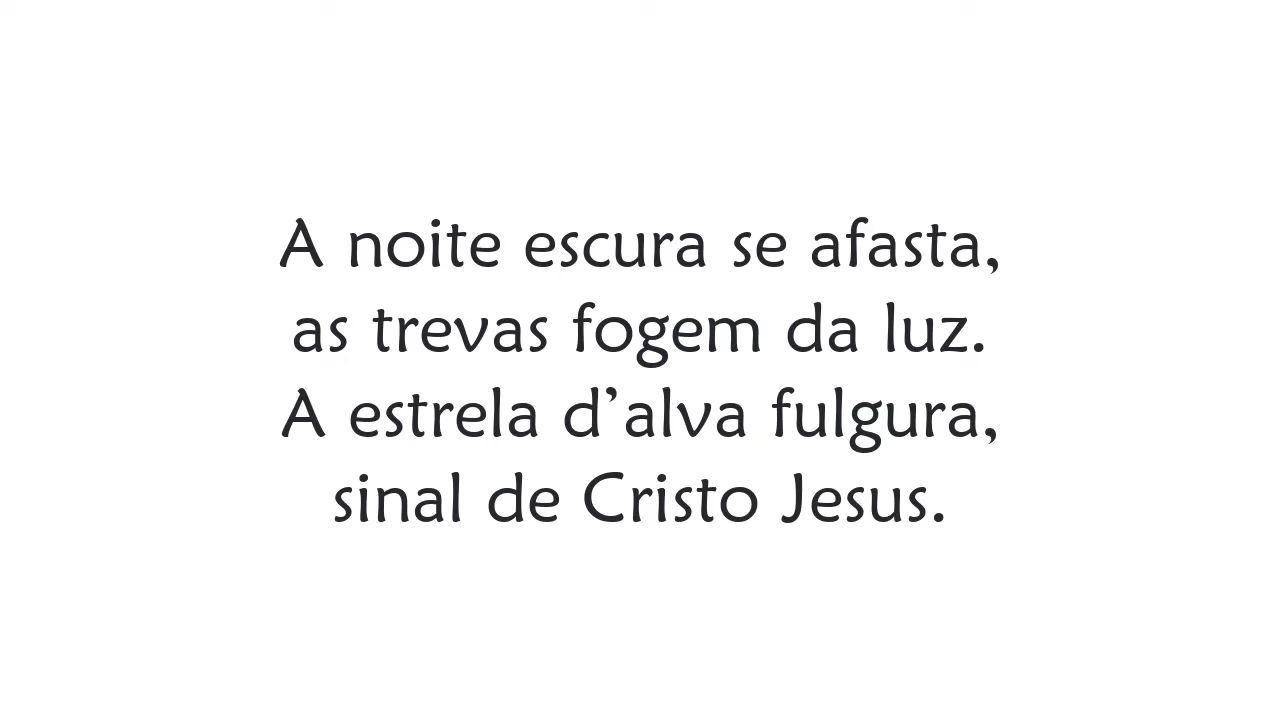 A noite escura se afasta,
as trevas fogem da luz.
A estrela d’alva fulgura,
sinal de Cristo Jesus.